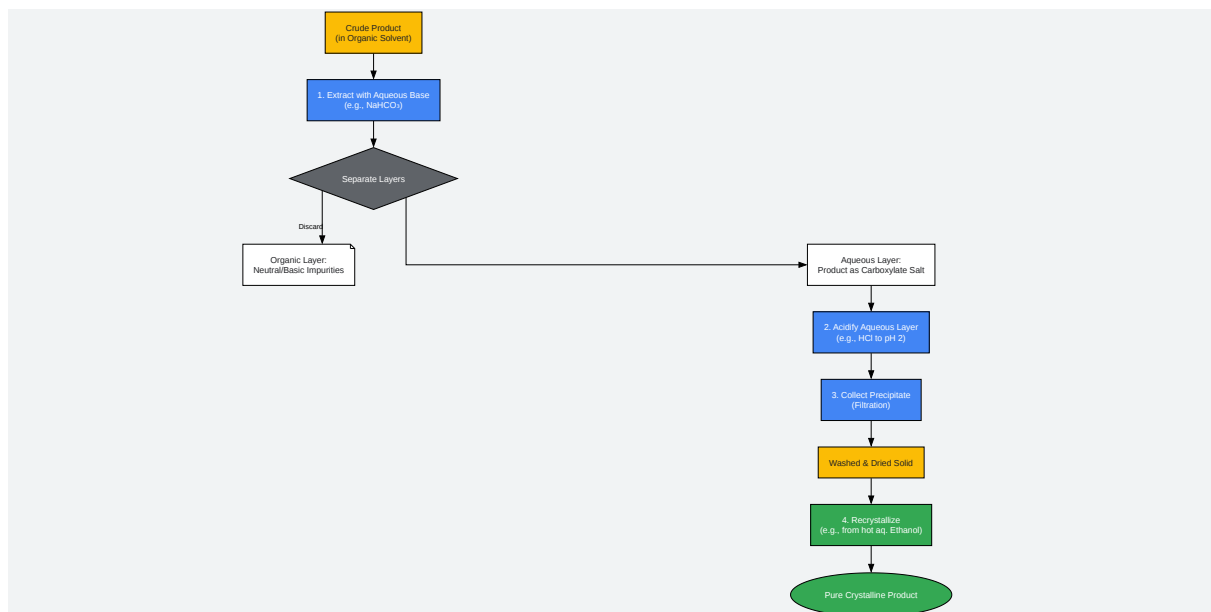 Crude Product
(in Organic Solvent)
1. Extract with Aqueous Base
(e.g., NaHCO₃)
Separate Layers
Discard
Organic Layer:
Neutral/Basic Impurities
Aqueous Layer:
Product as Carboxylate Salt
2. Acidify Aqueous Layer
(e.g., HCl to pH 2)
3. Collect Precipitate
(Filtration)
Washed & Dried Solid
4. Recrystallize
(e.g., from hot aq. Ethanol)
Pure Crystalline Product